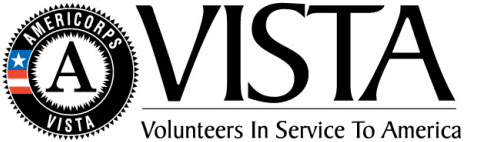 AMERICORPS
A
VISTA
VISTA
Volunteers In Service To America